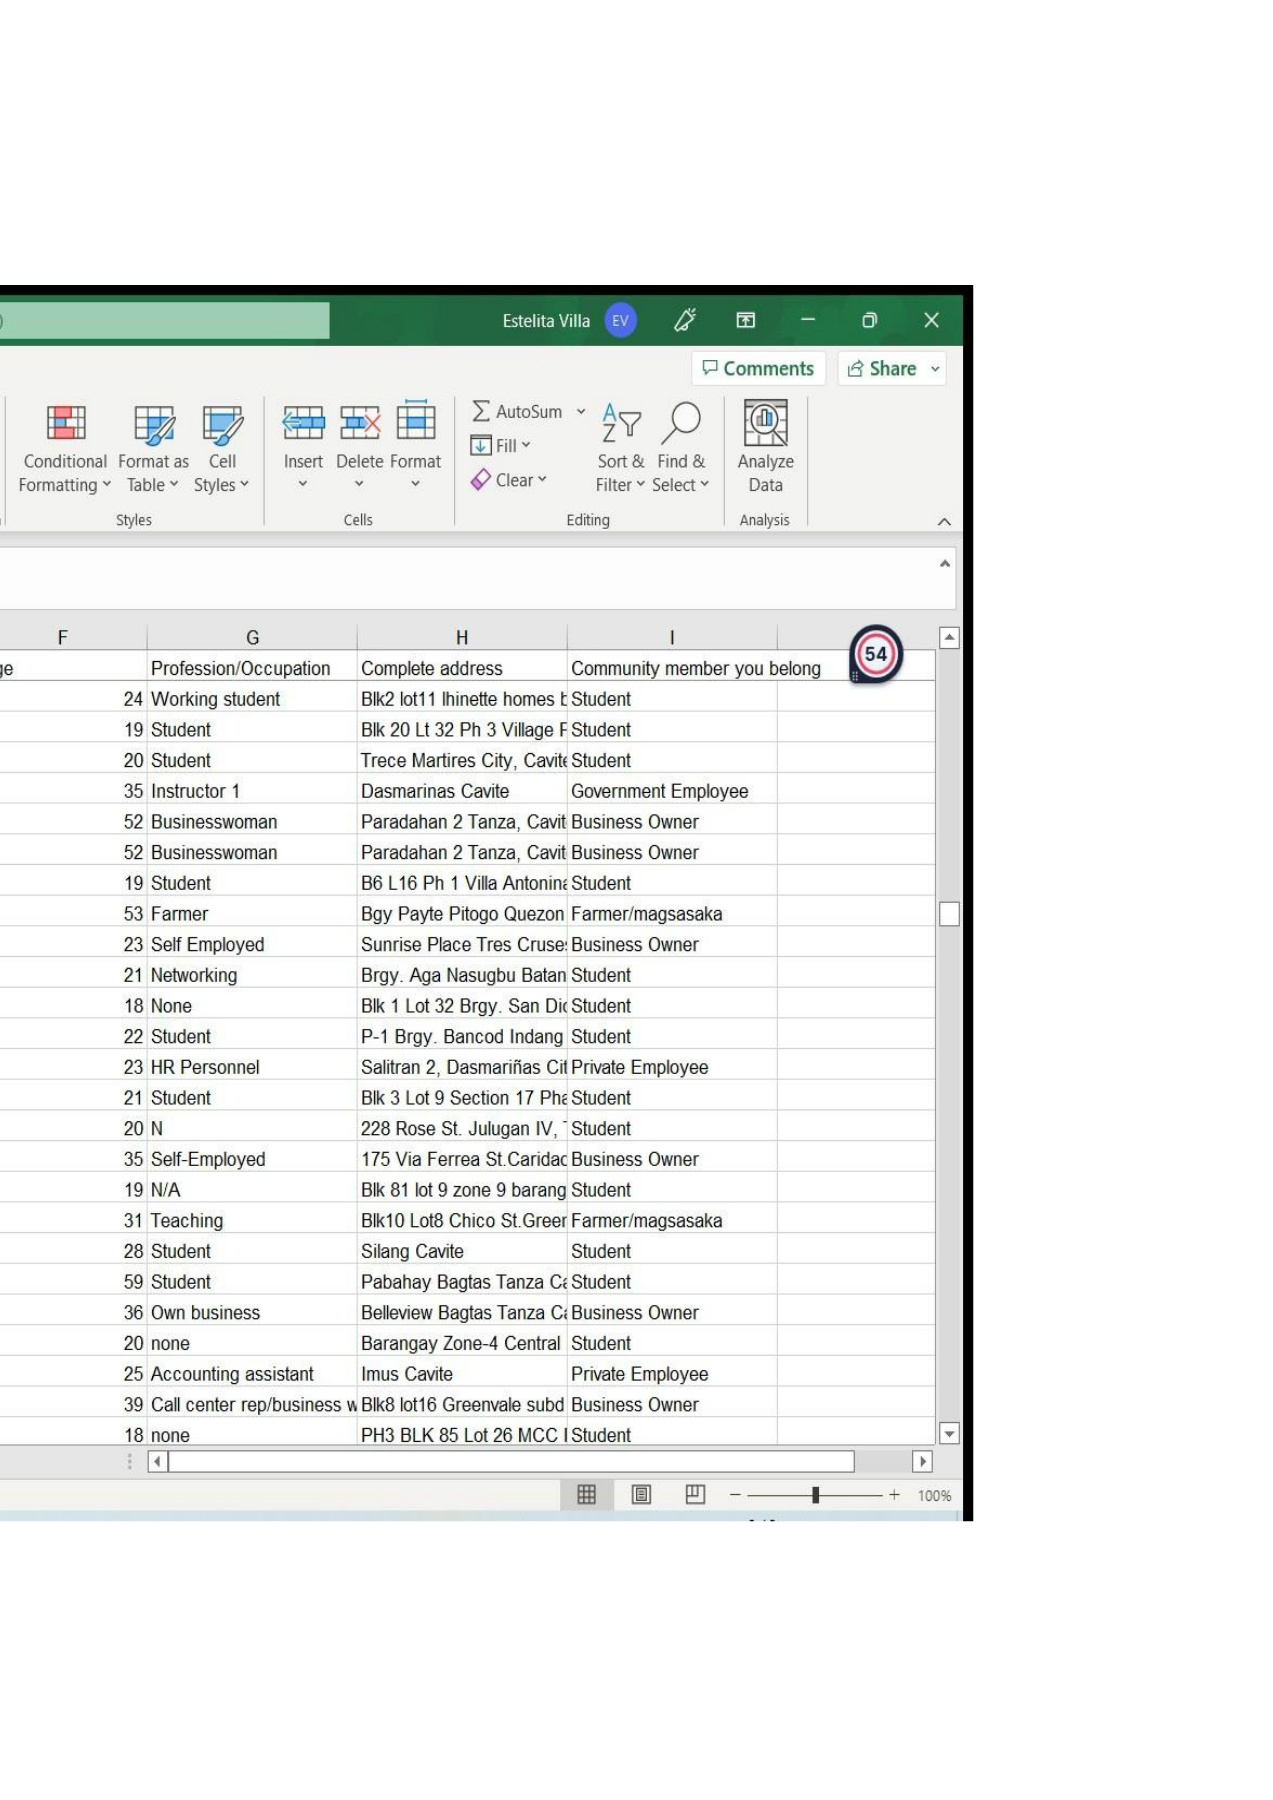 Estelita Villa EV
Comments Share
AutoSum
Fill
Clear
Conditional Format as Cell Insert Delete Format Sort & Find & Analyze
Formatting Table Styles Filter Select Data
Styles Cells Editing Analysis
F G H I
ge Profession/Occupation Complete address Community member you belong 54
24 Working student Blk2 lot11 lhinette homes b Student
19 Student Blk 20 Lt 32 Ph 3 Village F Student
20 Student Trece Martires City, Cavite Student
35 Instructor 1 Dasmarinas Cavite Government Employee
52 Businesswoman Paradahan 2 Tanza, Cavit Business Owner
52 Businesswoman Paradahan 2 Tanza, Cavit Business Owner
19 Student B6 L16 Ph 1 Villa Antonina Student
53 Farmer Bgy Payte Pitogo Quezon Farmer/magsasaka
23 Self Employed Sunrise Place Tres Cruses Business Owner
21 Networking Brgy. Aga Nasugbu Batan Student
18 None Blk 1 Lot 32 Brgy. San Dio Student
22 Student P-1 Brgy. Bancod Indang Student
23 HR Personnel Salitran 2, Dasmariñas Cit Private Employee
21 Student Blk 3 Lot 9 Section 17 Pha Student
20 N 228 Rose St. Julugan IV, Student
35 Self-Employed 175 Via Ferrea St.Caridad Business Owner
19 N/A Blk 81 lot 9 zone 9 barang Student
31 Teaching Blk10 Lot8 Chico St.Green Farmer/magsasaka
28 Student Silang Cavite Student
59 Student Pabahay Bagtas Tanza Ca Student
36 Own business Belleview Bagtas Tanza Ca Business Owner
20 none Barangay Zone-4 Central Student
25 Accounting assistant Imus Cavite Private Employee
39 Call center rep/business w Blk8 lot16 Greenvale subd Business Owner
18 none PH3 BLK 85 Lot 26 MCC Student
100%